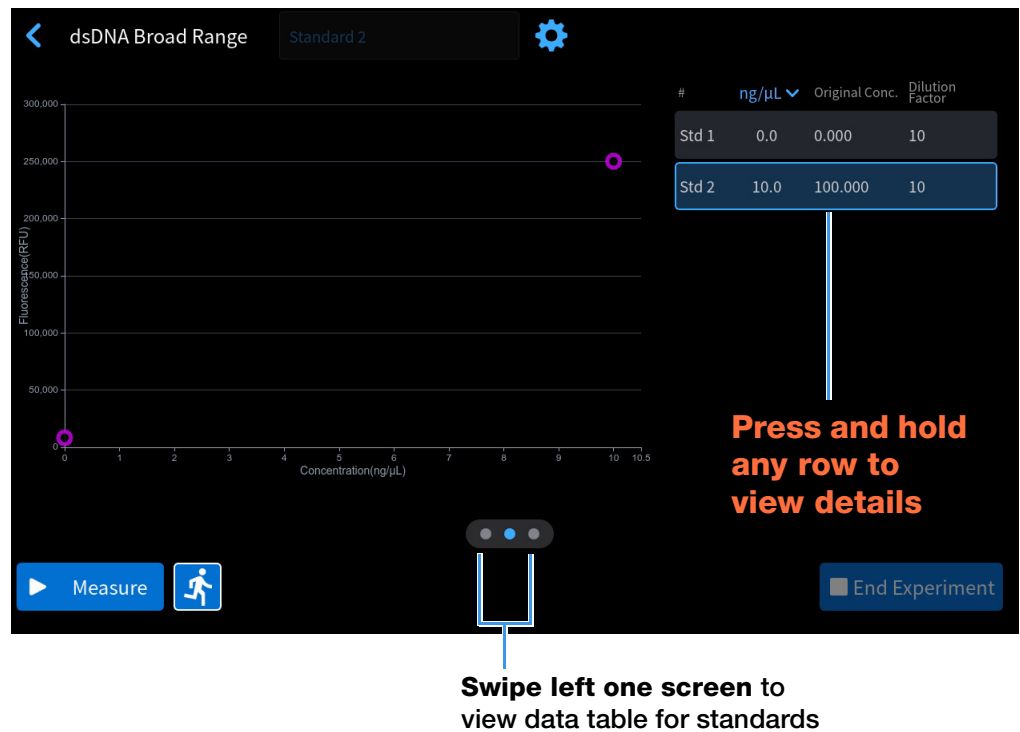 dsDNA Broad Range
Standard 2
# ng/µL Original Conc. Dilution Factor
Std 1 0.0 0.000 10
Std 2 10.0 100.000 10
300,000
250,000
200,000
150,000
100,000
50,000
0
Fluorescence(RFU)
0 1 2 3 4 5 6 7 8 9 10 10.5
Concentration(ng/µL)
Press and hold
any row to
view details
Measure
End Experiment
Swipe left one screen to
view data table for standards